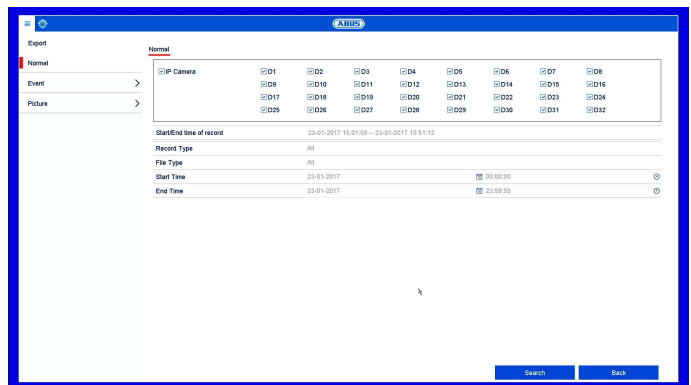 ABUS
Export
Normal
Event
Picture
Normal
IP Camera D1 D2 D3 D4 D5 D6 D7 D8
D9 D10 D11 D12 D13 D14 D15 D16
D17 D18 D19 D20 D21 D22 D23 D24
D25 D26 D27 D28 D29 D30 D31 D32
Start/End time of record 23-01-2017 15:01:58 -- 23-01-2017 15:51:12
Record Type All
File Type All
Start Time 23-01-2017 00:00:00
End Time 23-01-2017 23:59:59
Search Back